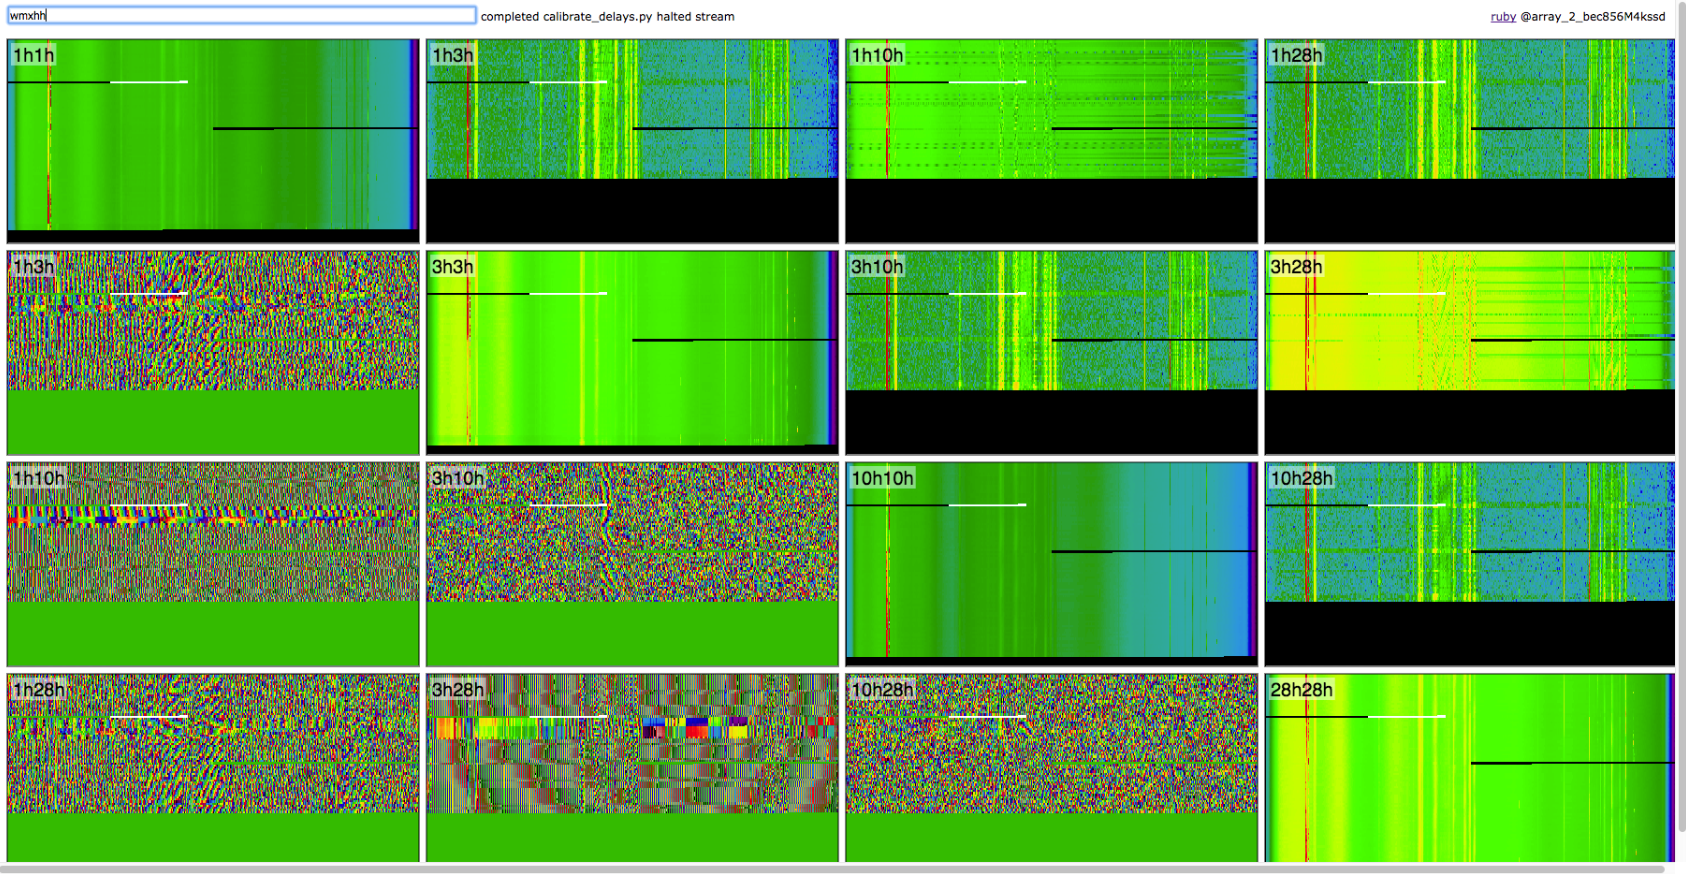 wmxhh completed calibrate_delays.py halted stream ruby @array_2_bec856M4kssd
1h1h 1h3h 1h10h 1h28h
1h3h 3h3h 3h10h 3h28h
1h10h 3h10h 10h10h 10h28h
1h28h 3h28h 10h28h 28h28h